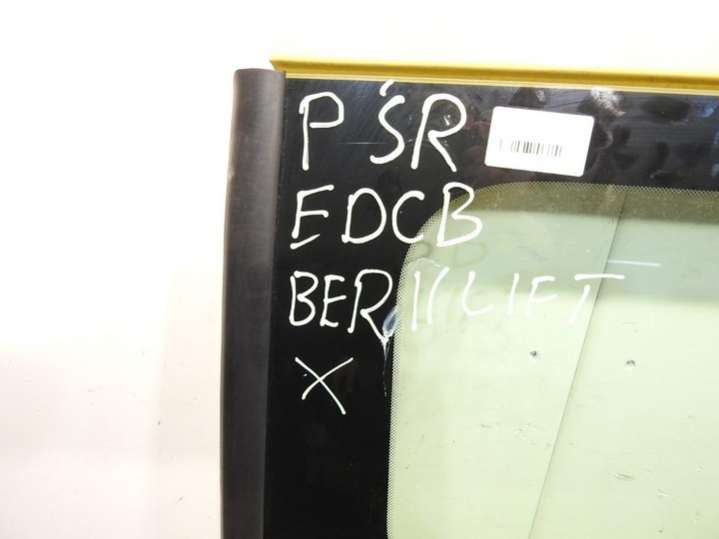 P ŚR
EDCB
BER II LIFT
X